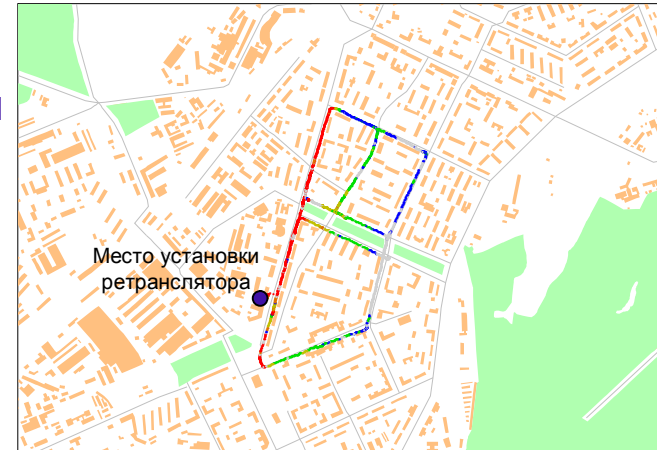 Место установки
ретранслятора